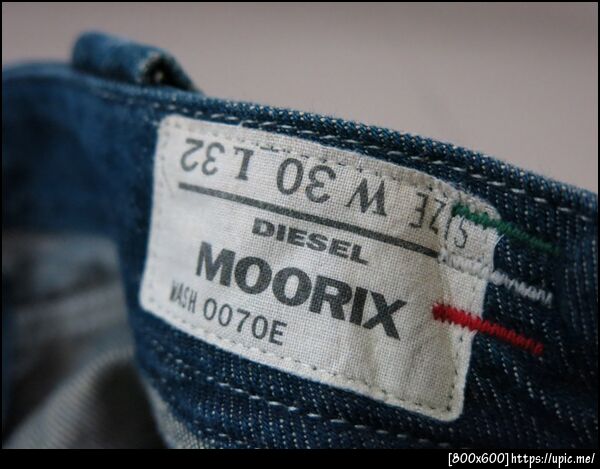 SIZE W 30 L 32
DIESEL
MOORIX
WASH 0070E
[800x600]https://upic.me/